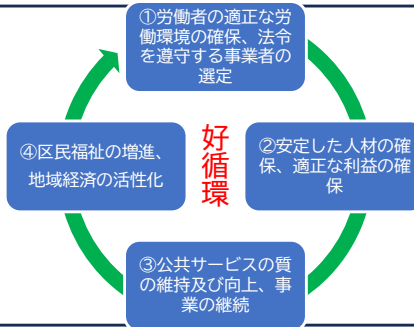 ①労働者の適正な労
働環境の確保、法令
を遵守する事業者の
選定
好循環
②安定した人材の確
保、適正な利益の確
保
③公共サービスの質
の維持及び向上、事
業の継続
④区民福祉の増進、
地域経済の活性化